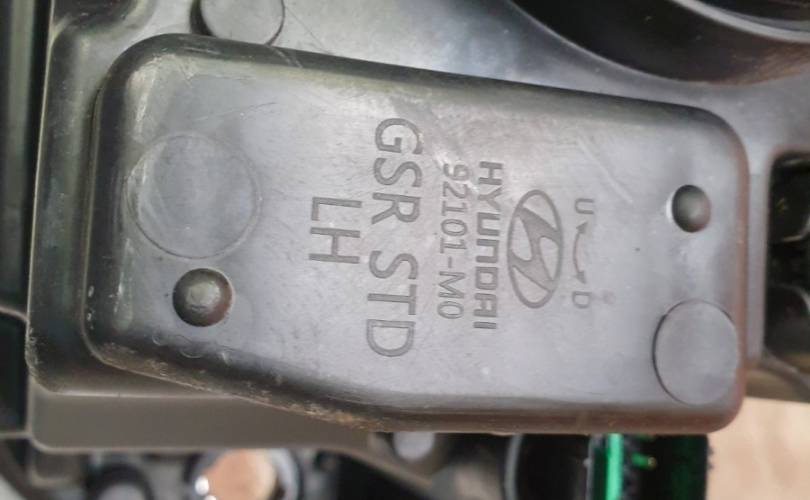 U D
HYUNDAI
92101-M0
GSR STD
LH